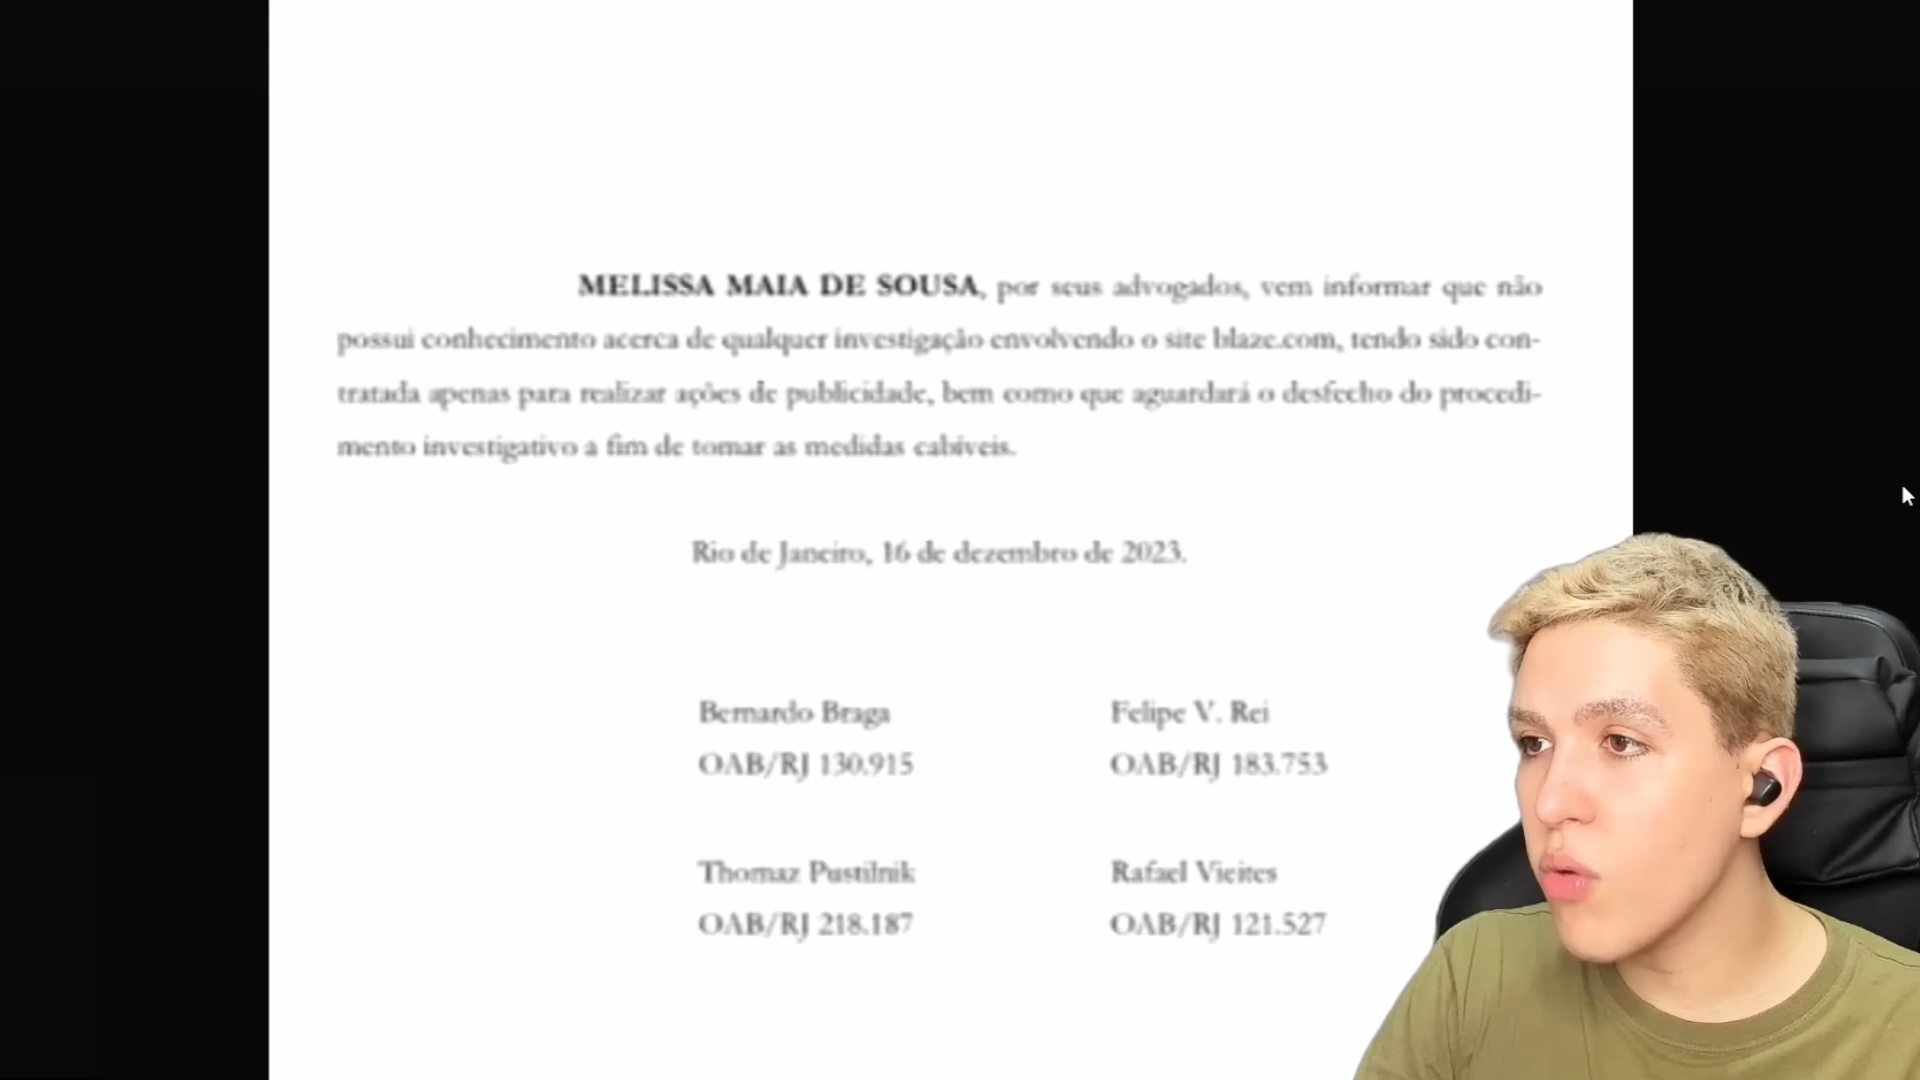 MELISSA MAIA DE SOUSA, por seus advogados, vem informar que não
possui conhecimento acerca de qualquer investigação envolvendo o site blaze.com, tendo sido con-
tratada apenas para realizar ações de publicidade, bem como que aguardará o desfecho do procedi-
mento investigativo a fim de tomar as medidas cabíveis.
Rio de Janeiro, 16 de dezembro de 2023.
Bernardo Braga
Felipe V. Rei
OAB/RJ 130.915
OAB/RJ 183.753
Thomaz Pustilnik
Rafael Vieites
OAB/RJ 218.187
OAB/RJ 121.527